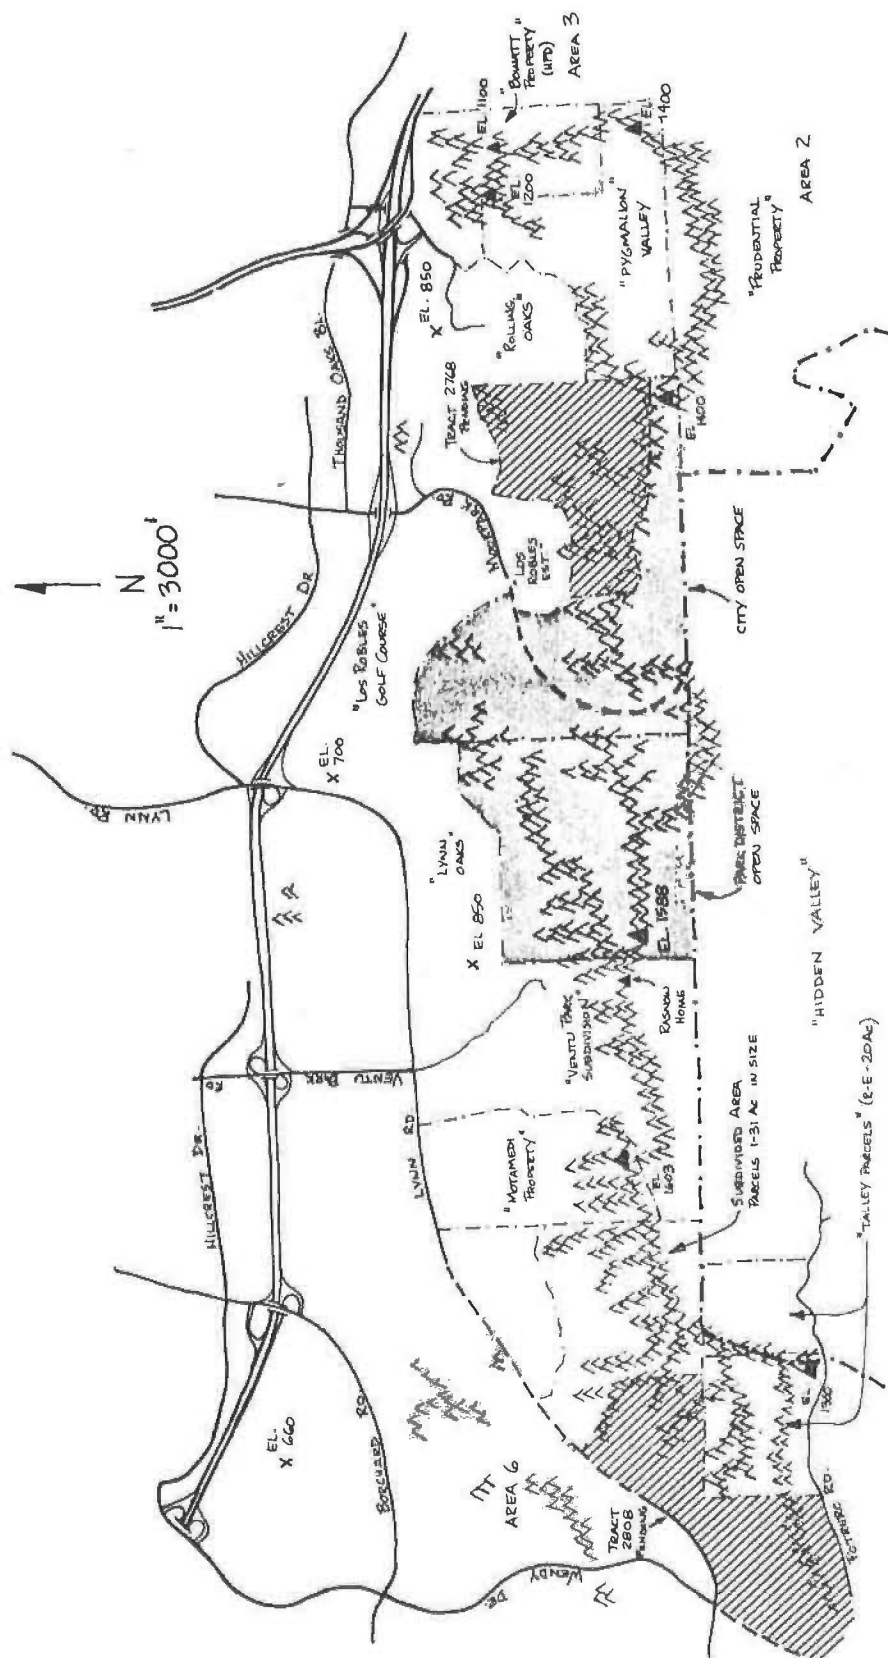 N
1" = 3000'
HILLCREST DR.
THOUSAND OAKS BL.
LYNN
RD.
"LOS ROBLES
GOLF COURSE"
X EL.
700
X EL. 850
"ROLLING
OAKS"
TRACT 2768
PENDING
MOORPARK
RD.
LOS
ROBLES
EST.
"BOWATT"
PROPERTY"
(HPD)
AREA 3
EL 1100
EL
1200
EL
1400
"PYGMALION
VALLEY"
"PRUDENTIAL
PROPERTY"
AREA 2
EL
1400
CITY OPEN SPACE
PARK DISTRICT
OPEN SPACE
"LYNN
OAKS"
X EL 850
EL 1588
RASNOW
HOME
"VENTU PARK
SUBDIVISION"
"HIDDEN VALLEY"
HILLCREST DR.
VENTU PARK
RD
LYNN RD
"MOTAMEDI
PROPERTY"
EL
1603
SUBDIVIDED AREA
PARCELS 1-31 AC IN SIZE
"TALLEY PARCELS" (R-E-20AC)
EL
POTRERO RD.
EL.
X 660
BORCHARD RD.
AREA 6
TRACT
2808
PENDING
WENDY
DR.